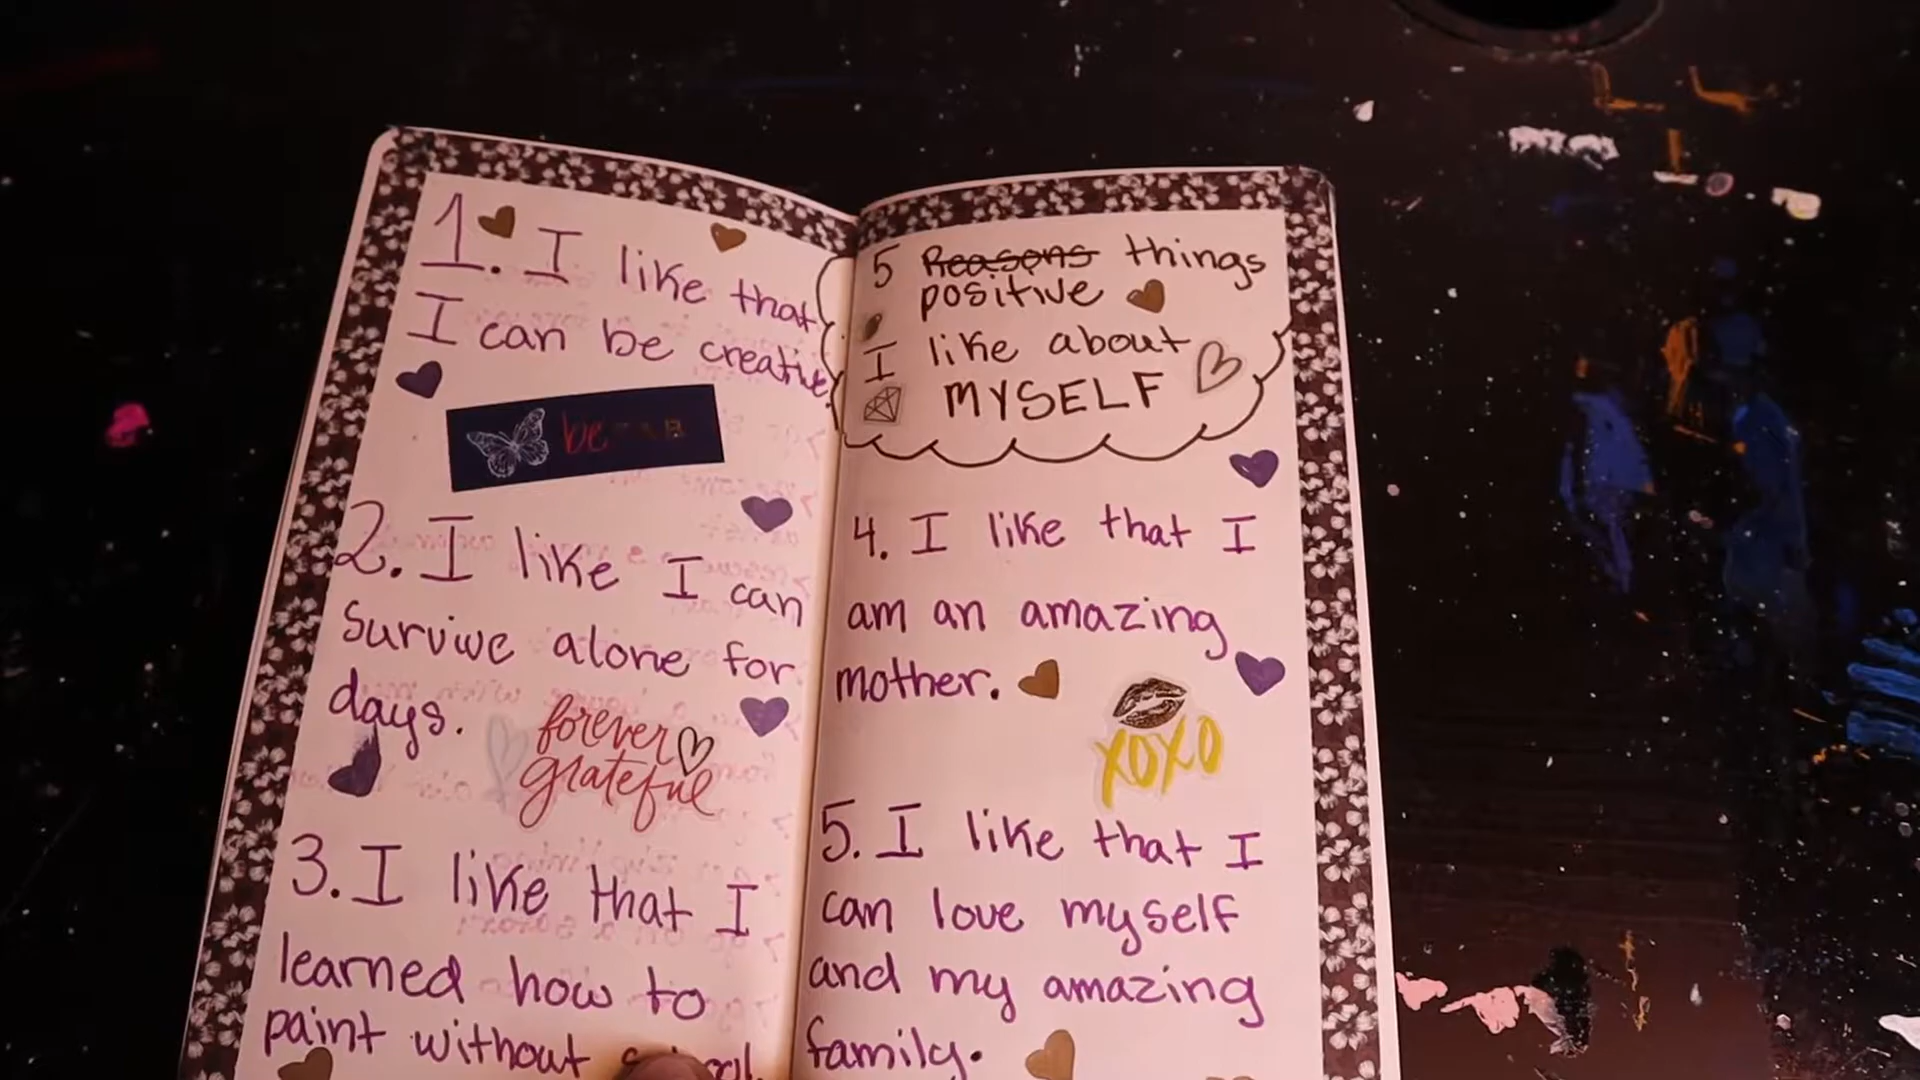 1. I like that
I can be creative.
be
2. I like I can
survive alone for
days.
forever
grateful
3. I like that I
learned how to
paint without
5 Reasons things
positive
I like about
MYSELF
4. I like that I
am an amazing
mother.
XOXO
5. I like that I
can love myself
and my amazing
family.